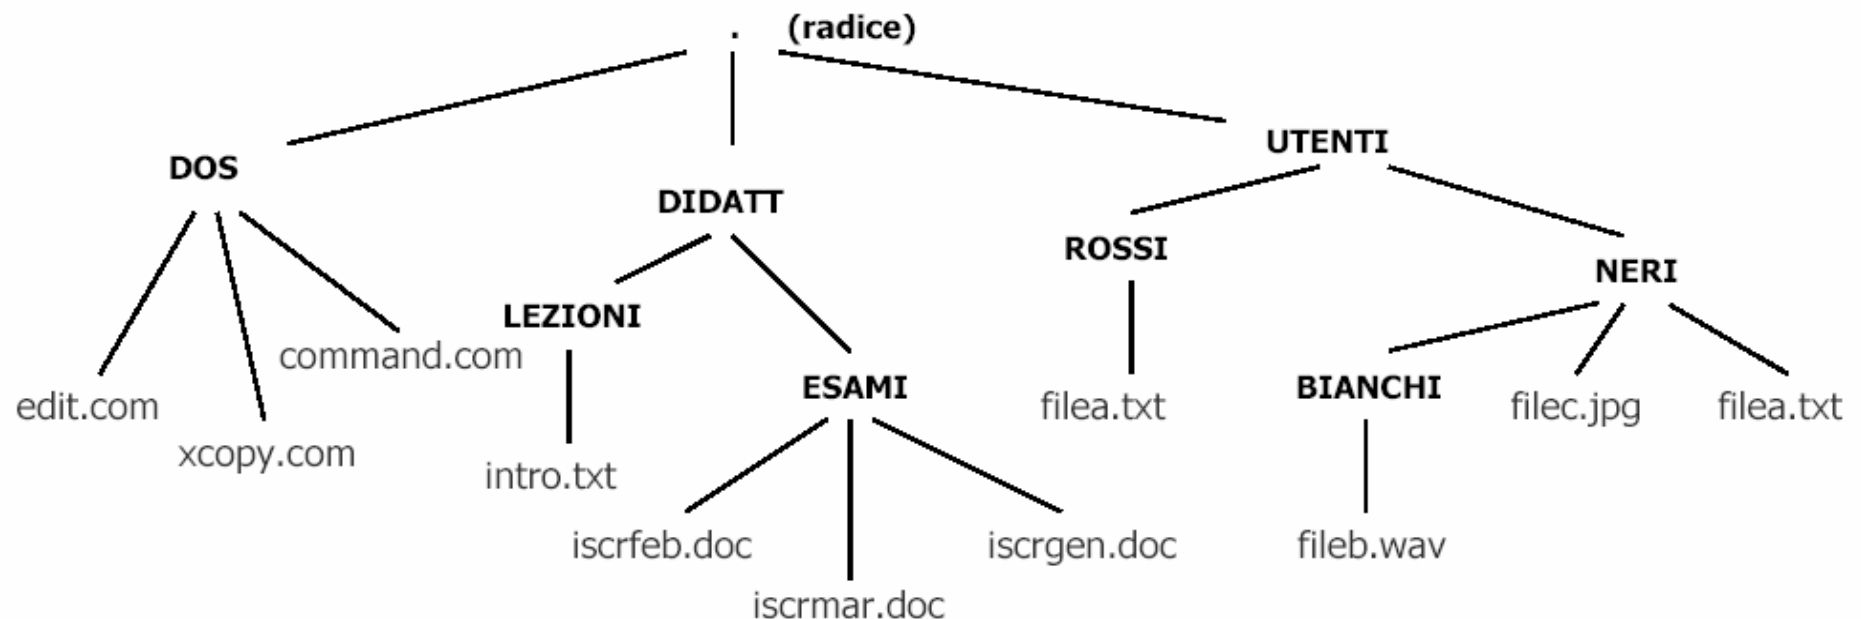 . (radice)
UTENTI
DOS
DIDATT
ROSSI
NERI
LEZIONI
command.com
ESAMI
BIANCHI
edit.com
filea.txt
filec.jpg
filea.txt
xcopy.com
intro.txt
iscrfeb.doc
iscrgen.doc
fileb.wav
iscrmar.doc